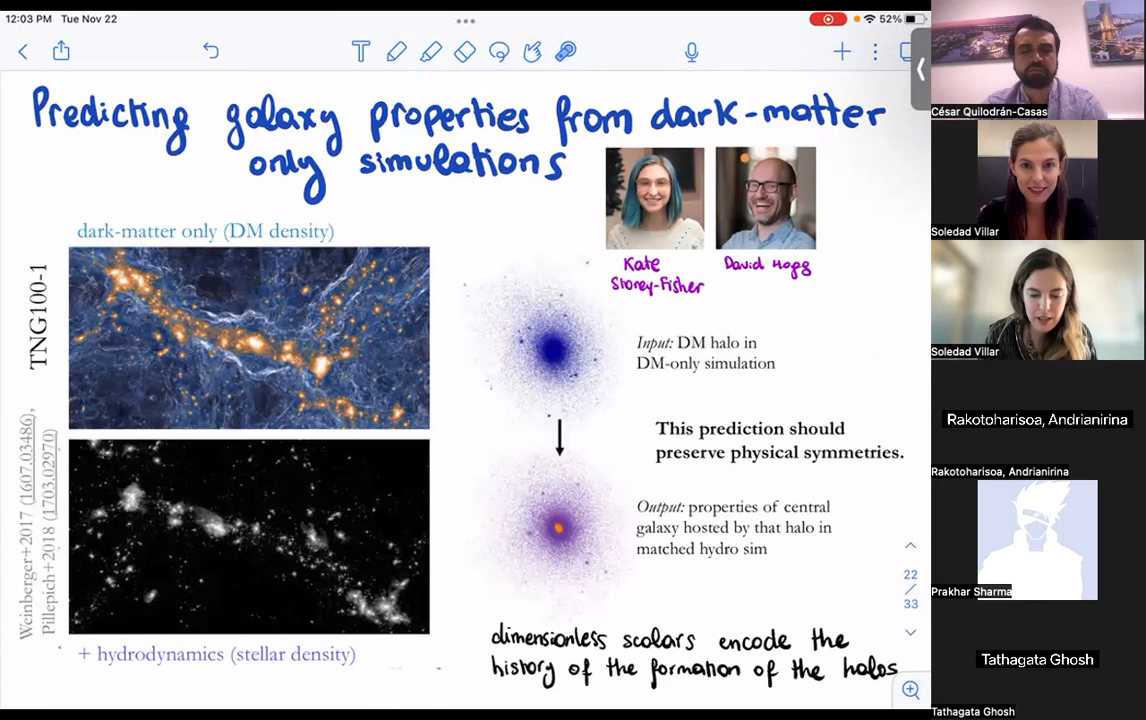 12:03 PM Tue Nov 22
52%
Predicting galaxy properties from dark-matter
only simulations
dark-matter only (DM density)
TNG100-1
Weinberger+2017 (1607.03486),
Pillepich+2018 (1703.02970)
+ hydrodynamics (stellar density)
Kate
Storey-Fisher
David Hogg
Input: DM halo in
DM-only simulation
This prediction should
preserve physical symmetries.
Output: properties of central
galaxy hosted by that halo in
matched hydro sim
dimensionless scalars encode the
history of the formation of the halos
22
/
33
César Quilodrán-Casas
Soledad Villar
Soledad Villar
Rakotoharisoa, Andrianirina
Rakotoharisoa, Andrianirina
Prakhar Sharma
Tathagata Ghosh
Tathagata Ghosh